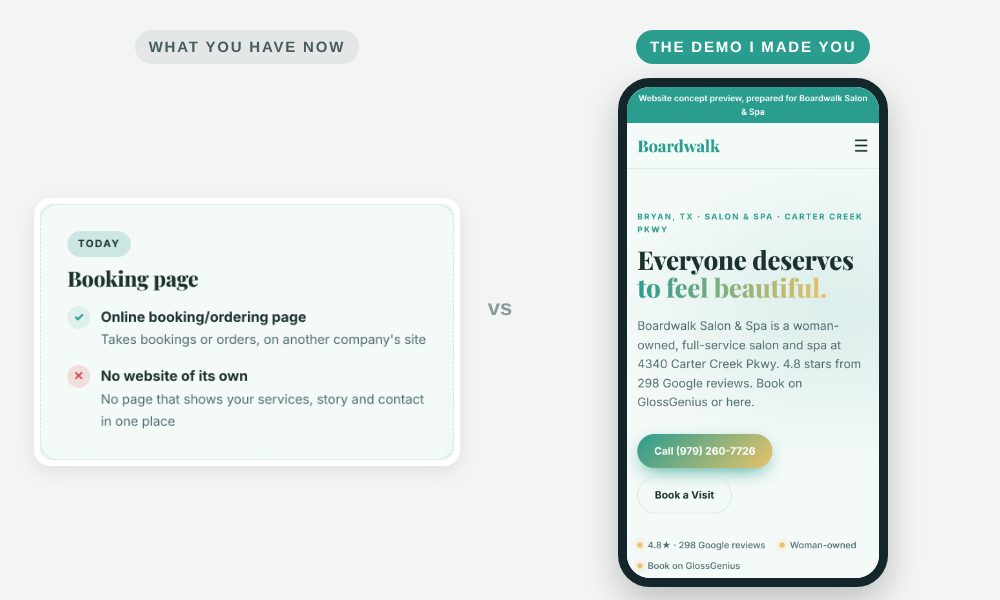 WHAT YOU HAVE NOW
TODAY
Booking page
Online booking/ordering page
Takes bookings or orders, on another company's site
No website of its own
No page that shows your services, story and contact
in one place
vs
THE DEMO I MADE YOU
Website concept preview, prepared for Boardwalk Salon
& Spa
Boardwalk
BRYAN, TX · SALON & SPA · CARTER CREEK
PKWY
Everyone deserves
to feel beautiful.
Boardwalk Salon & Spa is a woman-
owned, full-service salon and spa at
4340 Carter Creek Pkwy. 4.8 stars from
298 Google reviews. Book on
GlossGenius or here.
Call (979) 260-7726
Book a Visit
4.8★ · 298 Google reviews
Woman-owned
Book on GlossGenius